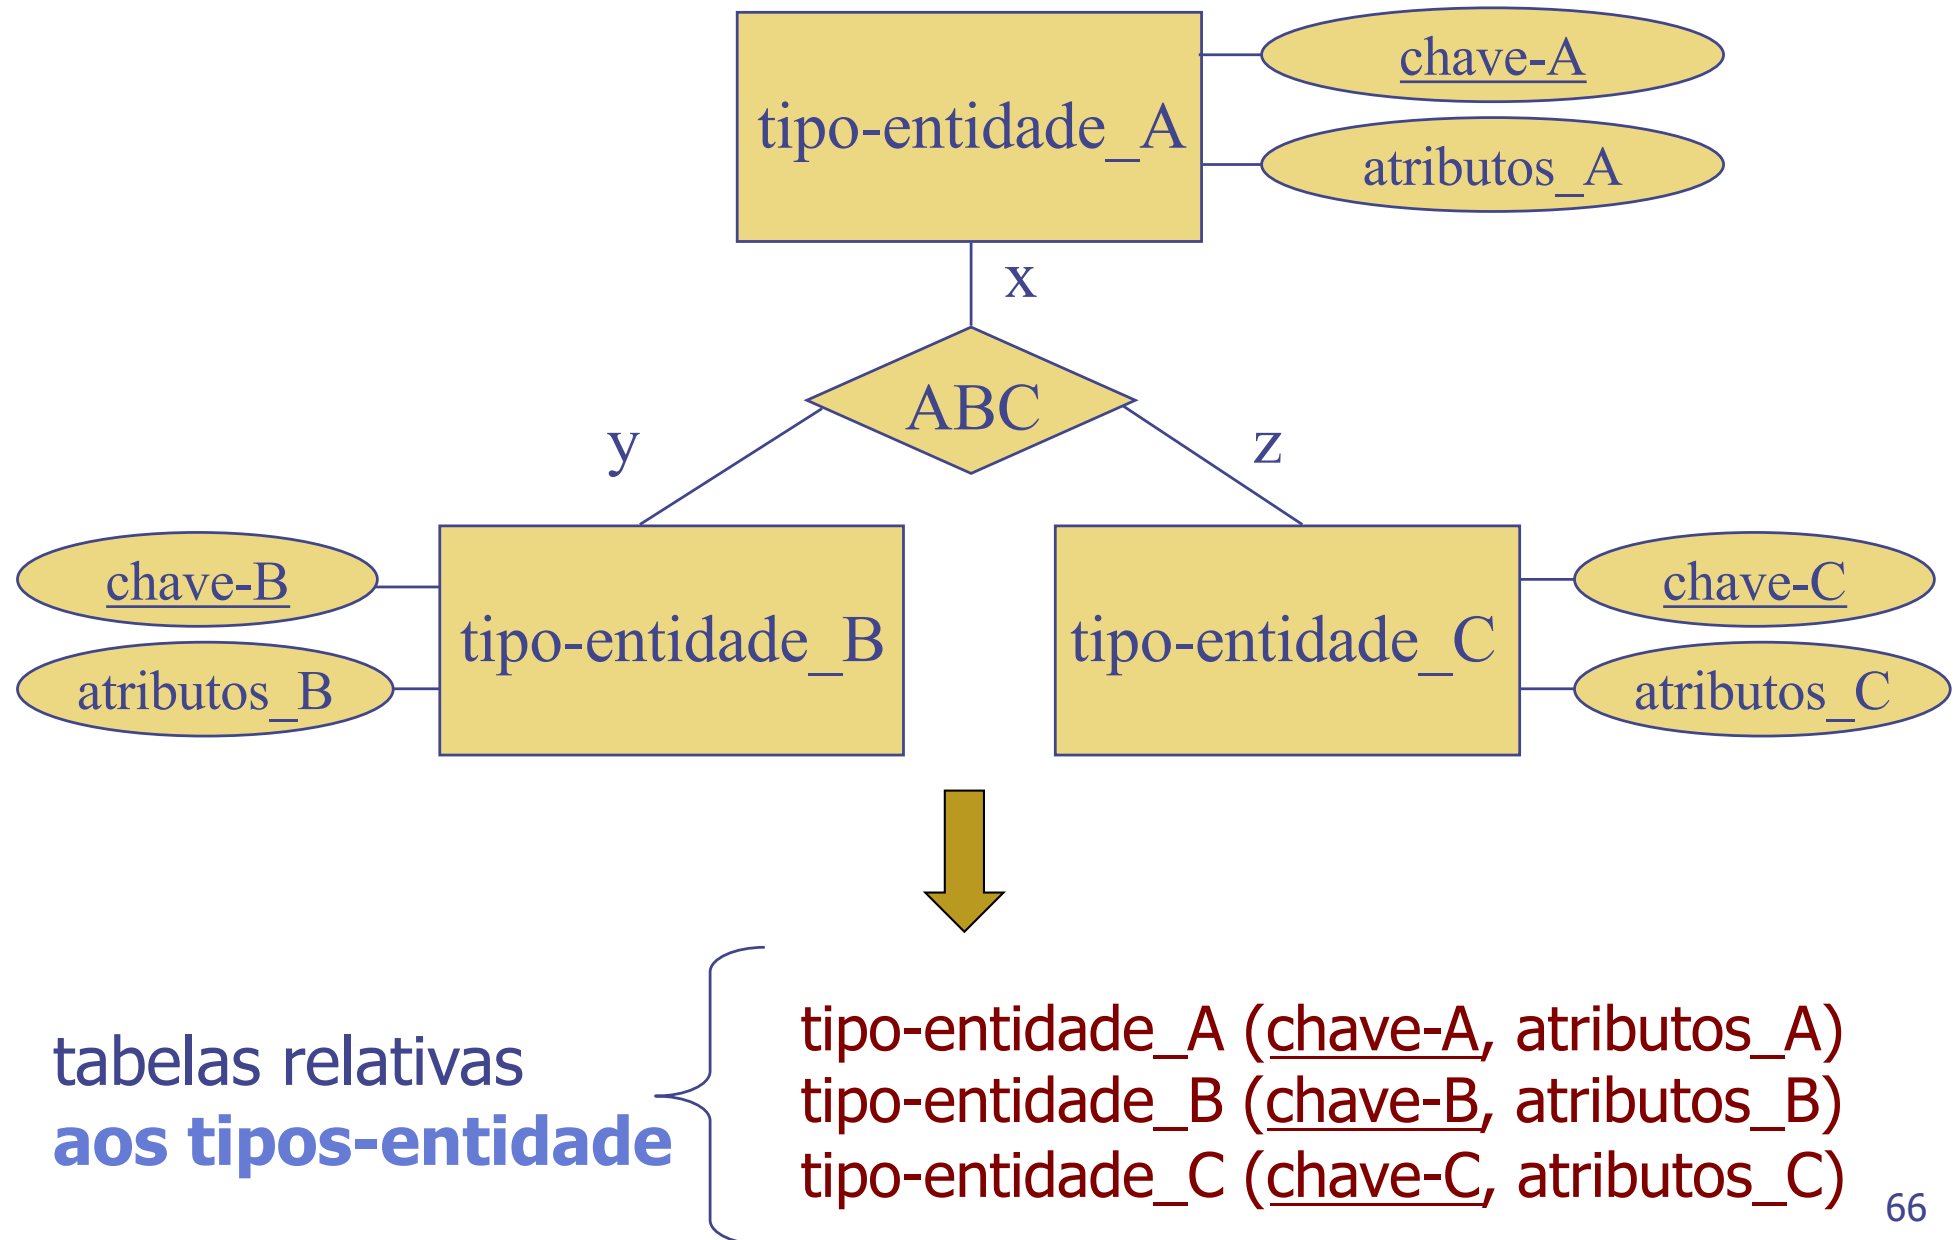 chave-A
tipo-entidade_A
atributos_A
x
ABC
y
z
chave-B
chave-C
tipo-entidade_B
tipo-entidade_C
atributos_B
atributos_C
tabelas relativas
aos tipos-entidade
tipo-entidade_A (chave-A, atributos_A)
tipo-entidade_B (chave-B, atributos_B)
tipo-entidade_C (chave-C, atributos_C)
66